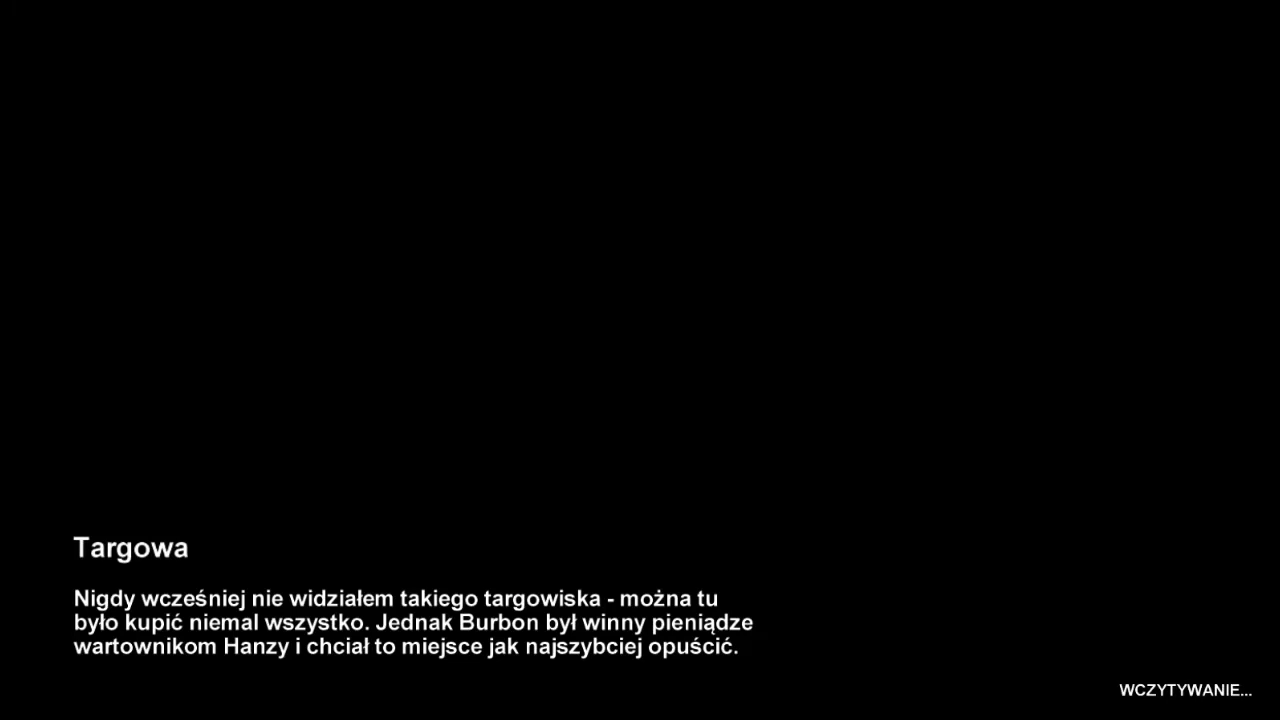 Targowa
Nigdy wcześniej nie widziałem takiego targowiska - można tu
było kupić niemal wszystko. Jednak Burbon był winny pieniądze
wartownikom Hanzy i chciał to miejsce jak najszybciej opuścić.
WCZYTYWANIE...